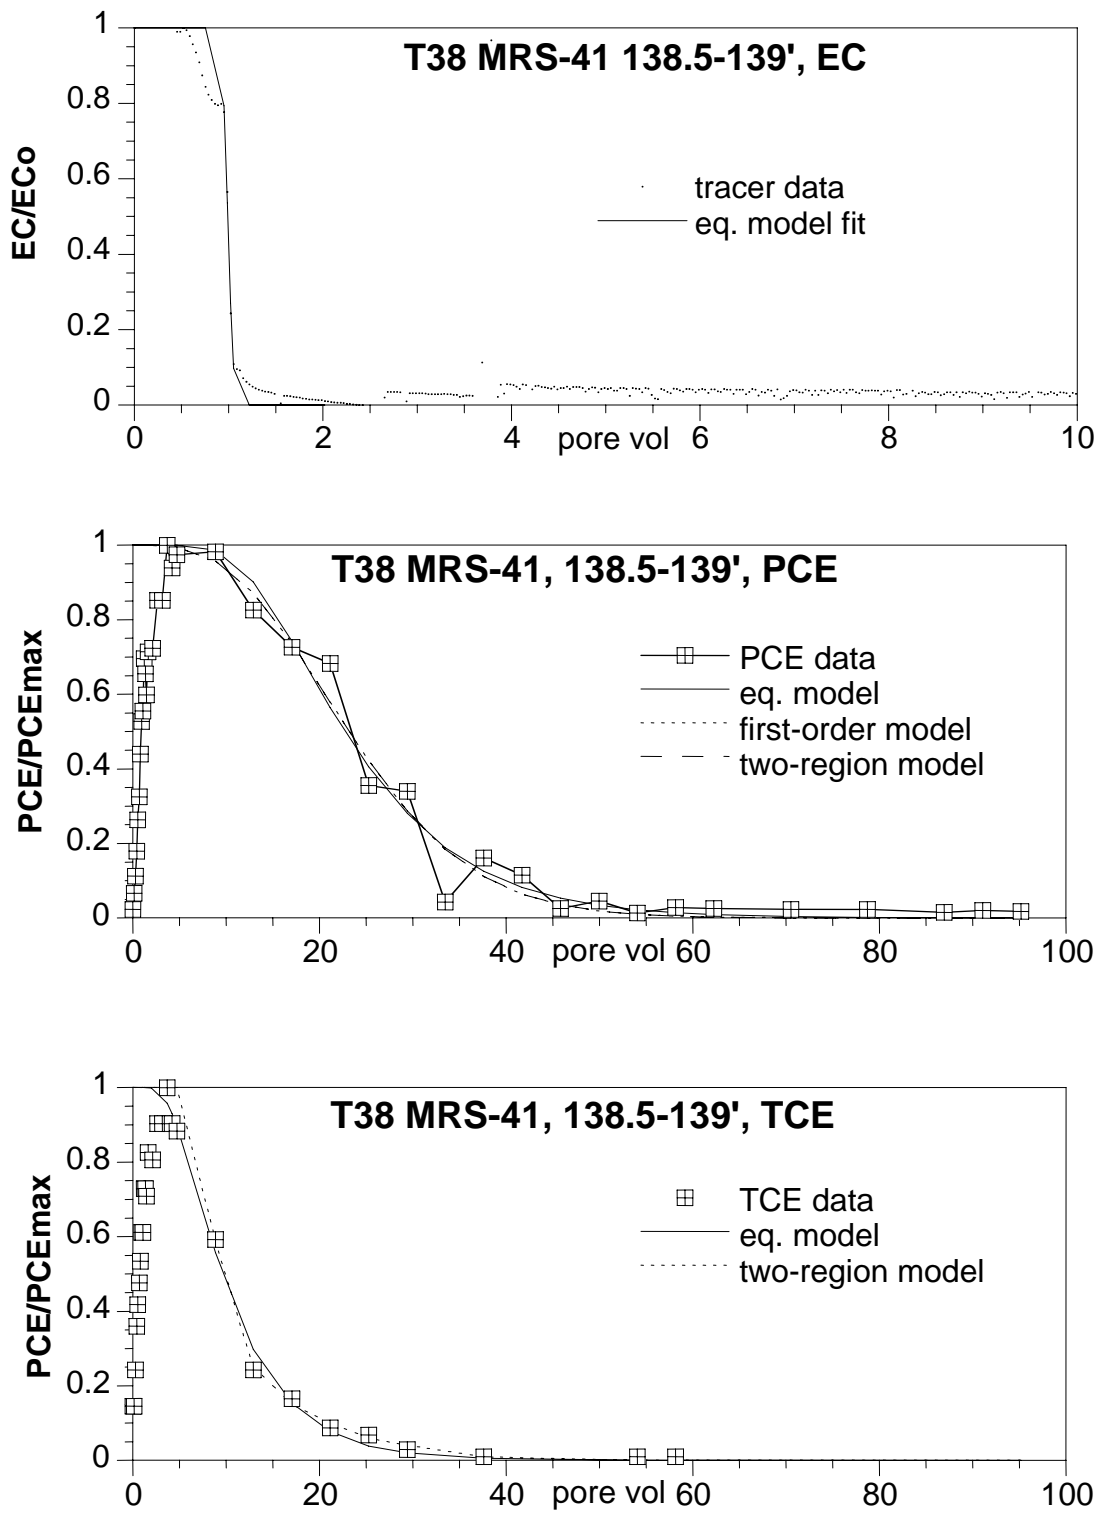 T38 MRS-41 138.5-139', EC
EC/ECo
1
0.8
0.6
0.4
0.2
0
tracer data
eq. model fit
0
2
4
pore vol
6
8
10
T38 MRS-41, 138.5-139', PCE
PCE/PCEmax
1
0.8
0.6
0.4
0.2
0
PCE data
eq. model
first-order model
two-region model
0
20
40
pore vol
60
80
100
T38 MRS-41, 138.5-139', TCE
PCE/PCEmax
1
0.8
0.6
0.4
0.2
0
TCE data
eq. model
two-region model
0
20
40
pore vol
60
80
100